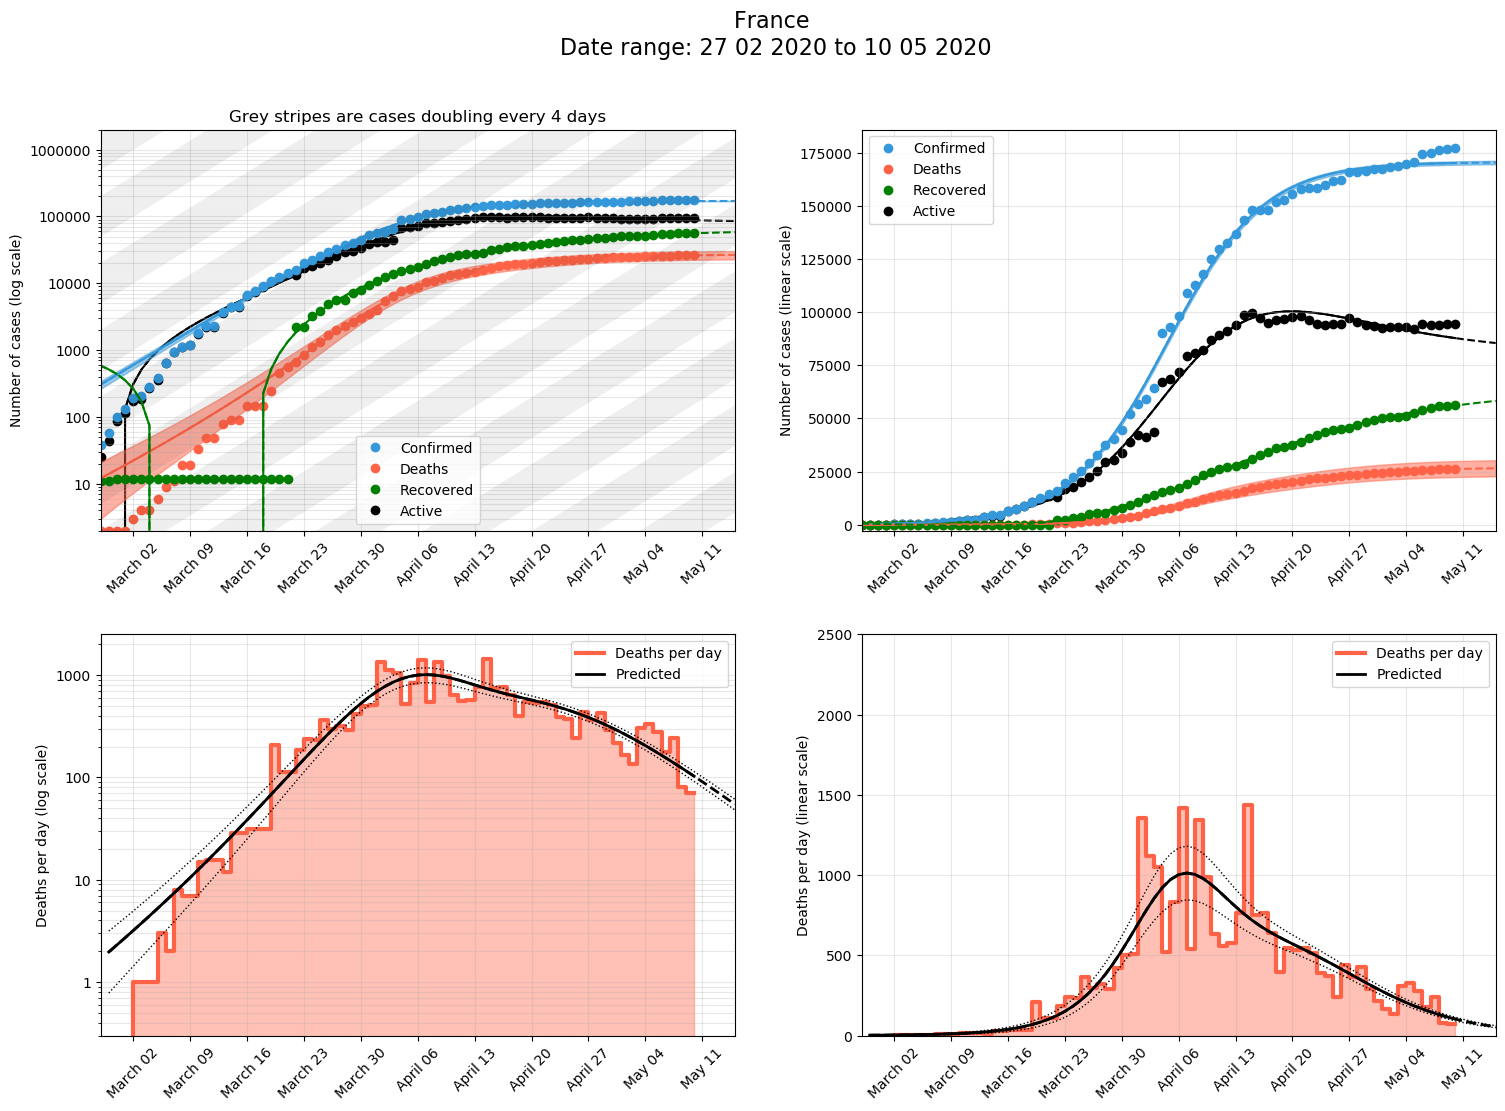 France
Date range: 27 02 2020 to 10 05 2020
Grey stripes are cases doubling every 4 days
Number of cases (log scale)
1000000
100000
10000
1000
100
10
Confirmed
Deaths
Recovered
Active
March 02
March 09
March 16
March 23
March 30
April 06
April 13
April 20
April 27
May 04
May 11
Number of cases (linear scale)
175000
150000
125000
100000
75000
50000
25000
0
Confirmed
Deaths
Recovered
Active
March 02
March 09
March 16
March 23
March 30
April 06
April 13
April 20
April 27
May 04
May 11
Deaths per day (log scale)
1000
100
10
1
Deaths per day
Predicted
March 02
March 09
March 16
March 23
March 30
April 06
April 13
April 20
April 27
May 04
May 11
Deaths per day (linear scale)
2500
2000
1500
1000
500
0
Deaths per day
Predicted
March 02
March 09
March 16
March 23
March 30
April 06
April 13
April 20
April 27
May 04
May 11